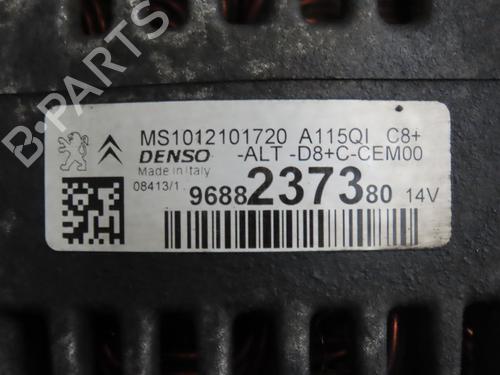 B-PARTS
MS1012101720 A115QI C8+
DENSO -ALT -D8+C-CEM00
Made in Italy
08413/1
9688237380 14V